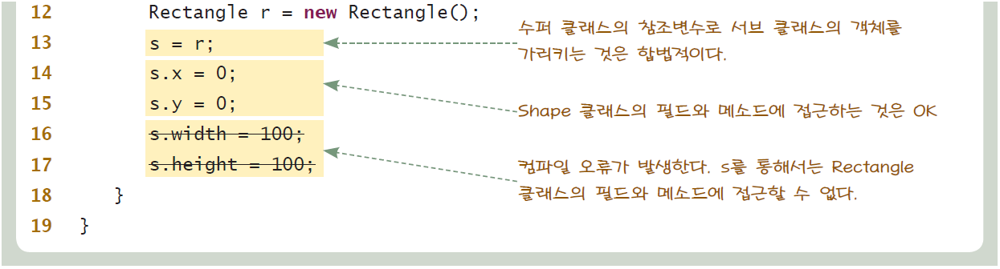 12 Rectangle r = new Rectangle();
13 s = r;
수퍼 클래스의 참조변수로 서브 클래스의 객체를
가리키는 것은 합법적이다.
14 s.x = 0;
15 s.y = 0;
Shape 클래스의 필드와 메소드에 접근하는 것은 OK
16 s.width = 100;
17 s.height = 100;
컴파일 오류가 발생한다. s를 통해서는 Rectangle
클래스의 필드와 메소드에 접근할 수 없다.
18 }
19 }